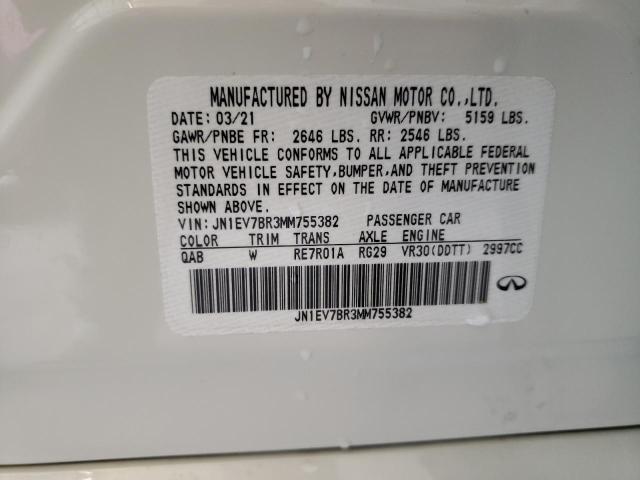 MANUFACTURED BY NISSAN MOTOR CO.,LTD.
DATE: 03/21 GVWR/PNBV: 5159 LBS.
GAWR/PNBE FR: 2646 LBS. RR: 2546 LBS.
THIS VEHICLE CONFORMS TO ALL APPLICABLE FEDERAL
MOTOR VEHICLE SAFETY,BUMPER,AND THEFT PREVENTION
STANDARDS IN EFFECT ON THE DATE OF MANUFACTURE
SHOWN ABOVE.
VIN: JN1EV7BR3MM755382 PASSENGER CAR
COLOR TRIM TRANS AXLE ENGINE
QAB W RE7R01A RG29 VR30(DDTT) 2997CC
JN1EV7BR3MM755382